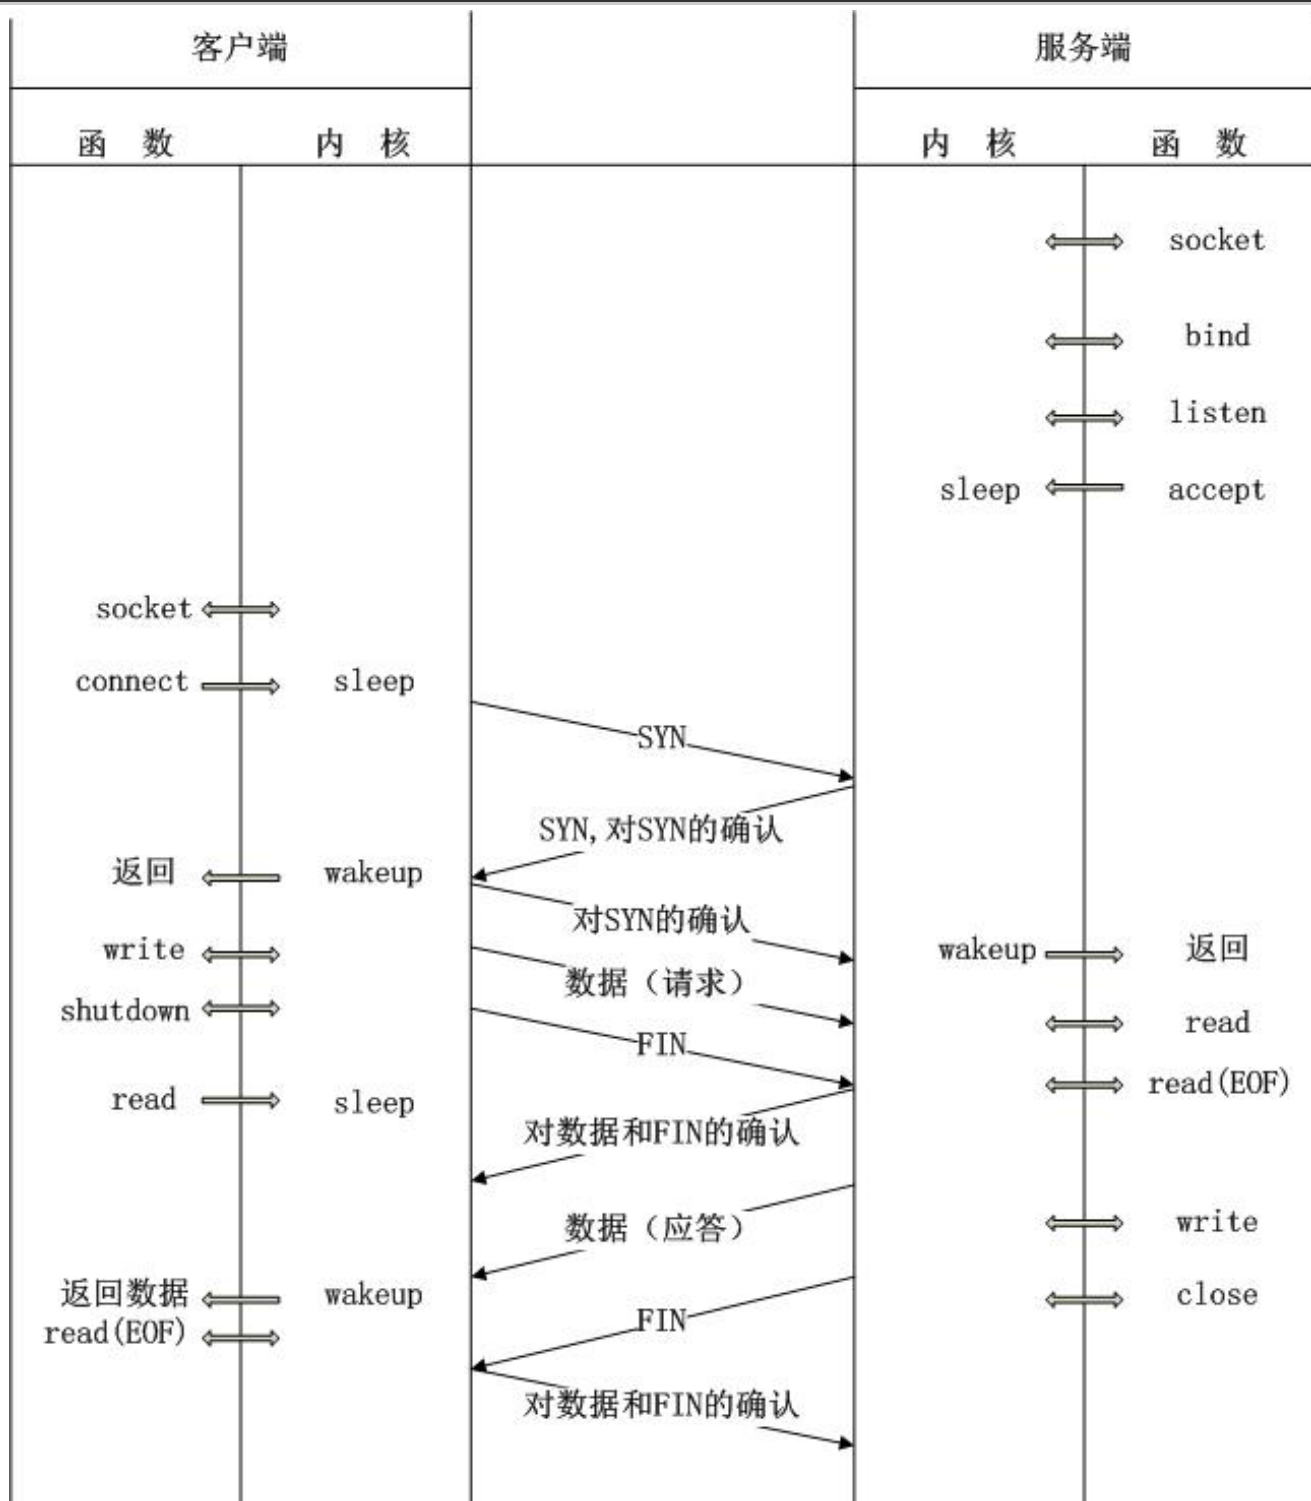 客户端
服务端
函 数
内 核
内 核
函 数
socket
bind
listen
sleep
accept
socket
connect
sleep
SYN
SYN,对SYN的确认
返回
wakeup
对SYN的确认
write
wakeup
返回
数据（请求）
shutdown
read
FIN
read
sleep
read(EOF)
对数据和FIN的确认
数据（应答）
write
返回数据
wakeup
close
read(EOF)
FIN
对数据和FIN的确认